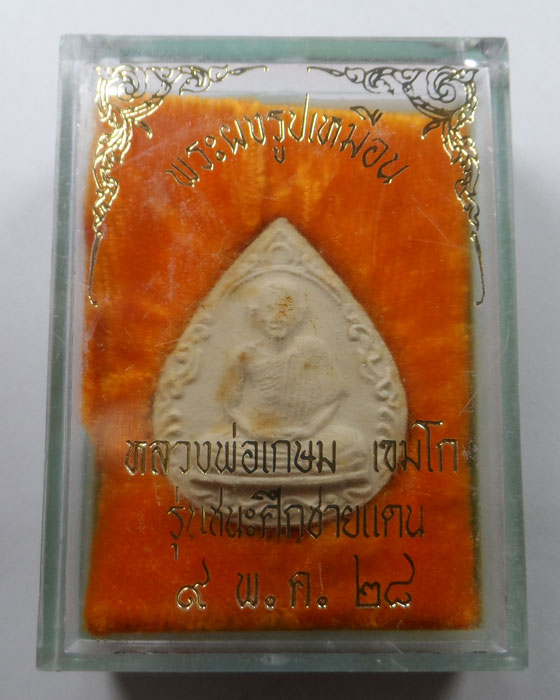 พระผงรูปเหมือน
หลวงพ่อเกษม เขมโก
รุ่นชนะศึกชายแดน
๙ พ.ค. ๒๘